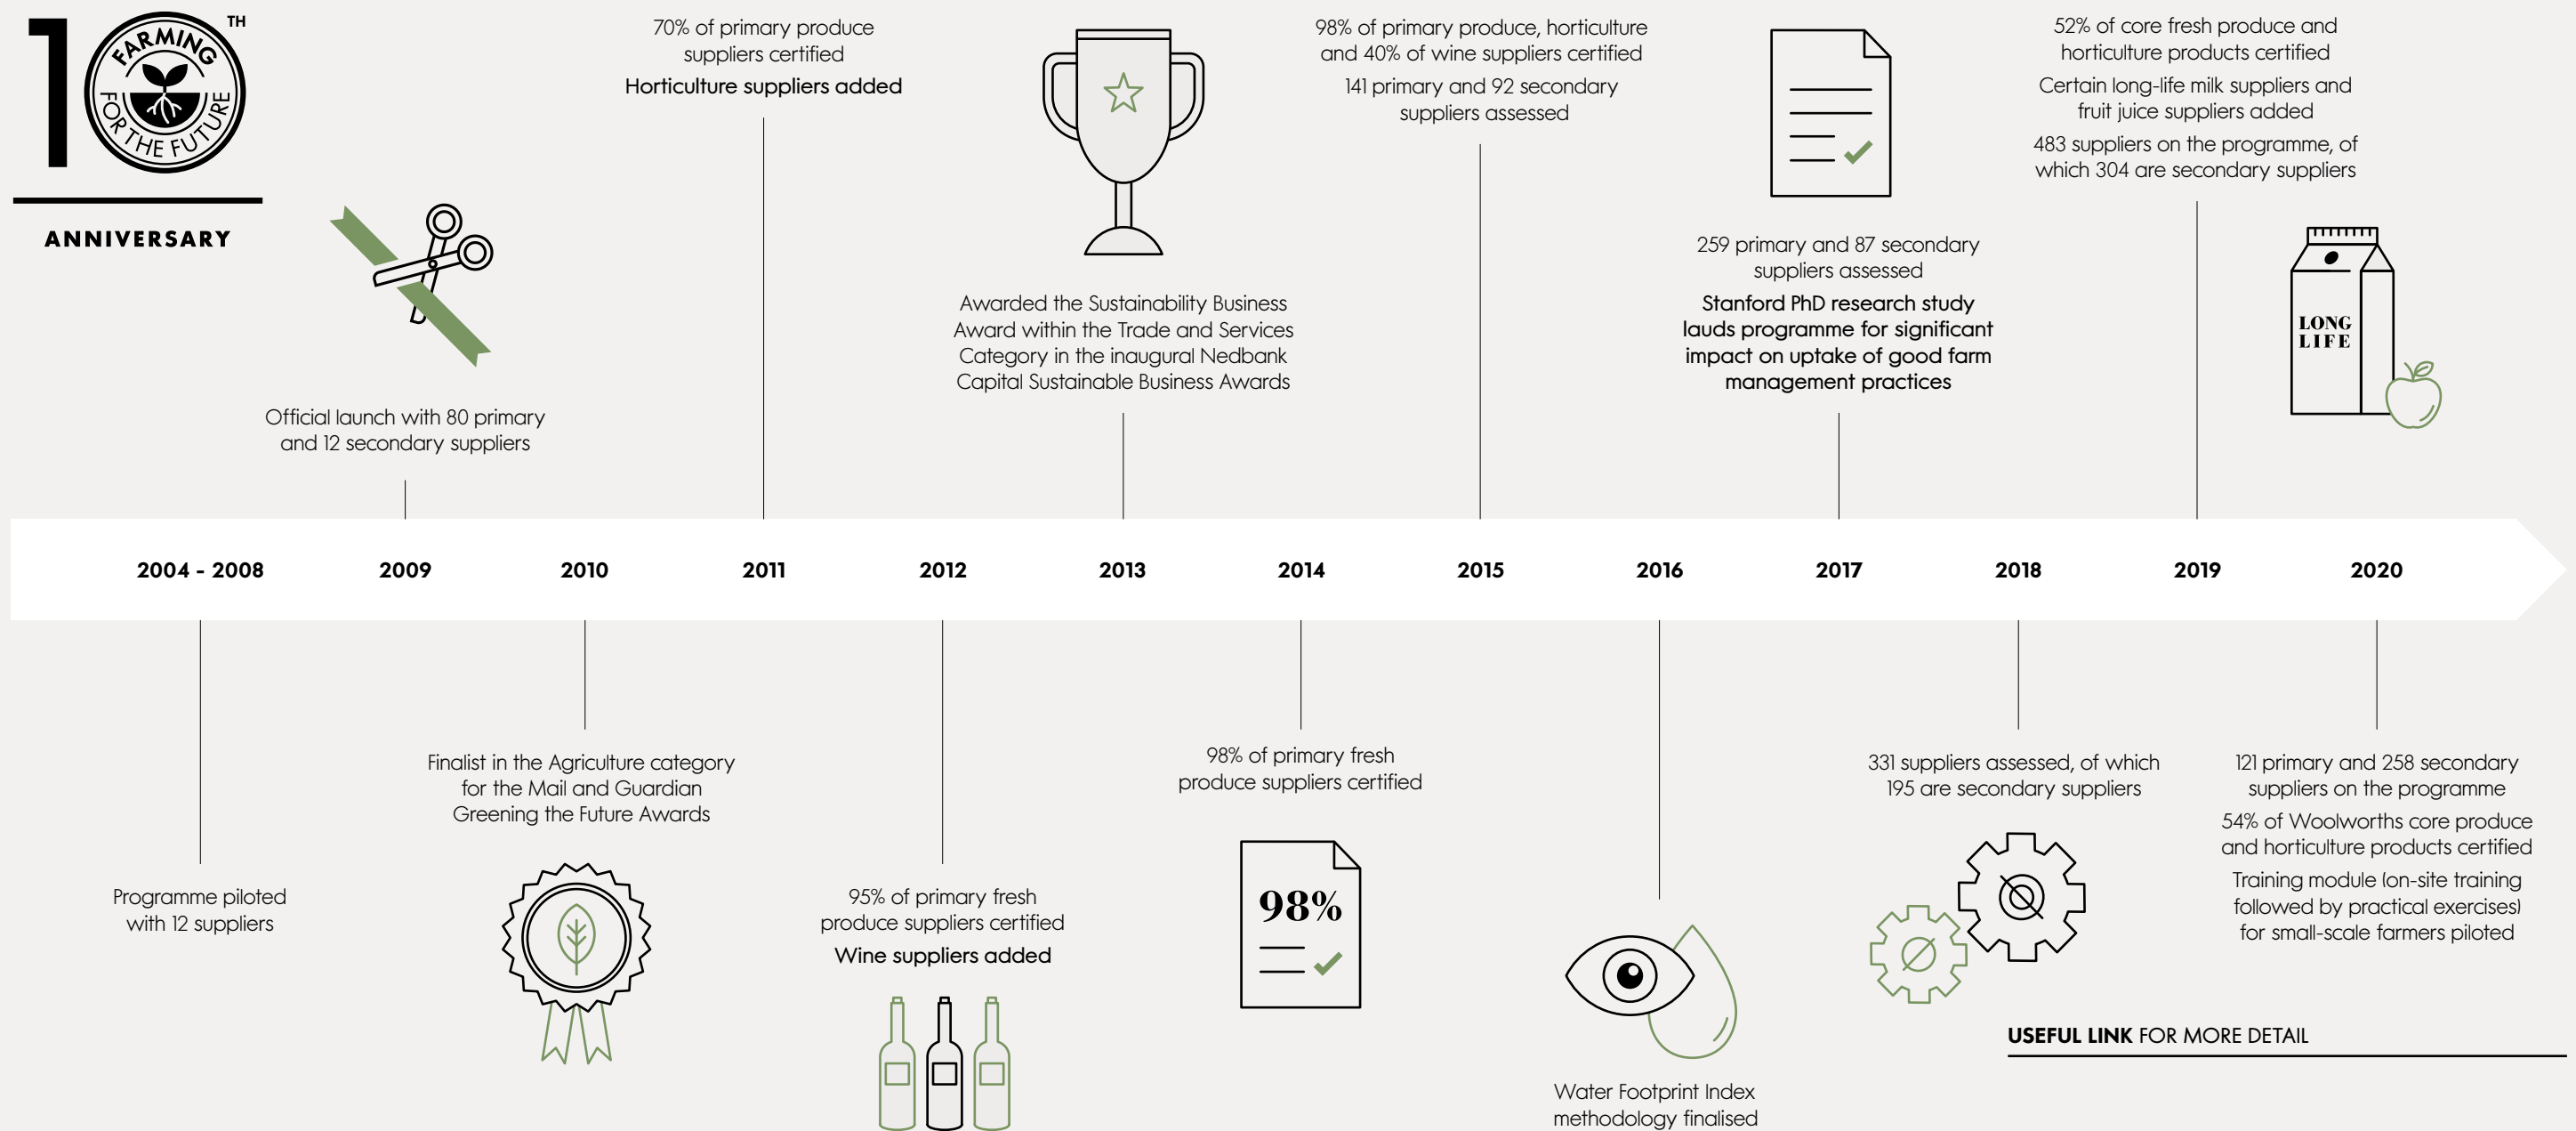 10
TH
FARMING
FOR THE FUTURE
ANNIVERSARY
Official launch with 80 primary
and 12 secondary suppliers
70% of primary produce
suppliers certified
Horticulture suppliers added
Awarded the Sustainability Business
Award within the Trade and Services
Category in the inaugural Nedbank
Capital Sustainable Business Awards
98% of primary produce, horticulture
and 40% of wine suppliers certified
141 primary and 92 secondary
suppliers assessed
259 primary and 87 secondary
suppliers assessed
Stanford PhD research study
lauds programme for significant
impact on uptake of good farm
management practices
52% of core fresh produce and
horticulture products certified
Certain long-life milk suppliers and
fruit juice suppliers added
483 suppliers on the programme, of
which 304 are secondary suppliers
LONG
LIFE
2004 - 2008
2009
2010
2011
2012
2013
2014
2015
2016
2017
2018
2019
2020
Programme piloted
with 12 suppliers
Finalist in the Agriculture category
for the Mail and Guardian
Greening the Future Awards
95% of primary fresh
produce suppliers certified
Wine suppliers added
98% of primary fresh
produce suppliers certified
98%
Water Footprint Index
methodology finalised
331 suppliers assessed, of which
195 are secondary suppliers
121 primary and 258 secondary
suppliers on the programme
54% of Woolworths core produce
and horticulture products certified
Training module (on-site training
followed by practical exercises)
for small-scale farmers piloted
USEFUL LINK FOR MORE DETAIL